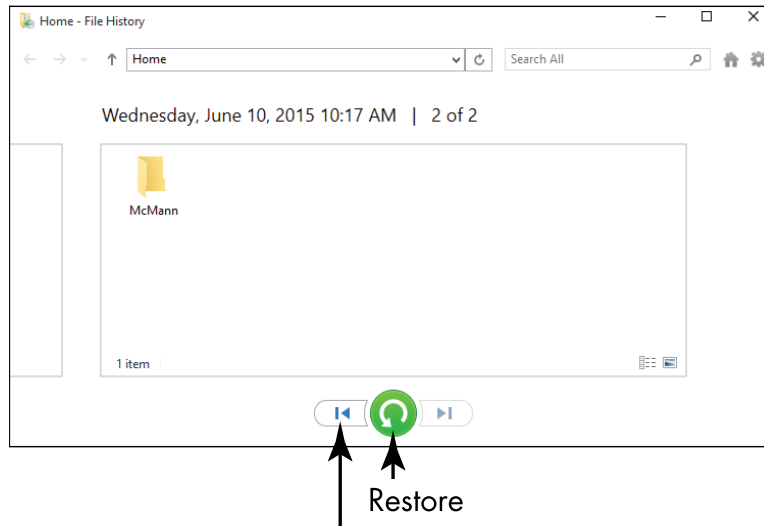 Home - File History
Home
Search All
Wednesday, June 10, 2015 10:17 AM | 2 of 2
McMann
1 item
Restore